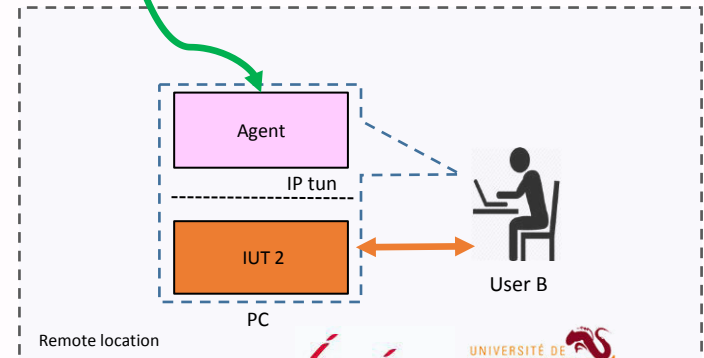 Agent
IP tun
IUT 2
User B
PC
Remote location
UNIVERSITÉ DE